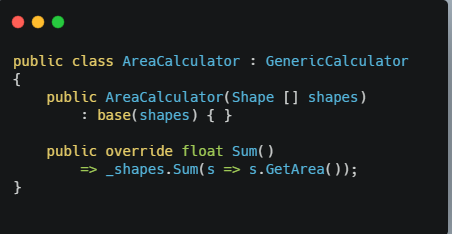 public class AreaCalculator : GenericCalculator
{
    public AreaCalculator(Shape [] shapes)
        : base(shapes) { }
    public override float Sum()
        => _shapes.Sum(s => s.GetArea());
}